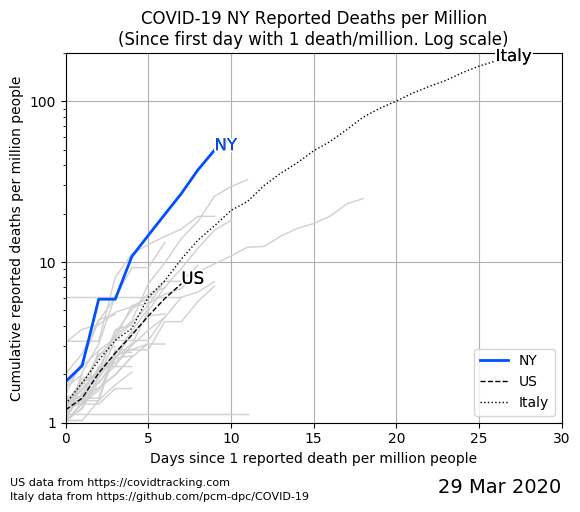 COVID-19 NY Reported Deaths per Million
(Since first day with 1 death/million. Log scale)
Cumulative reported deaths per million people
100
10
1
Italy
NY
US
NY
US
Italy
0 5 10 15 20 25 30
Days since 1 reported death per million people
US data from https://covidtracking.com
Italy data from https://github.com/pcm-dpc/COVID-19
29 Mar 2020